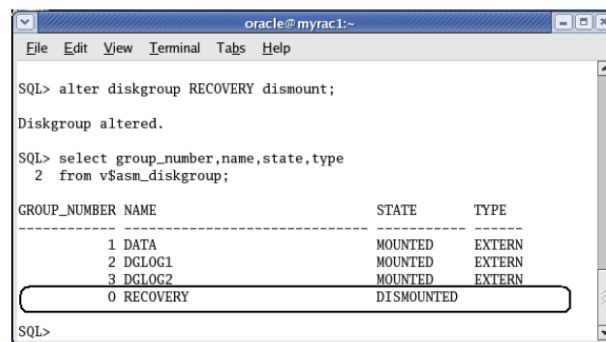 oracle@myrac1:~
File Edit View Terminal Tabs Help
SQL> alter diskgroup RECOVERY dismount;
Diskgroup altered.
SQL> select group_number,name,state,type
2 from v$asm_diskgroup;
GROUP_NUMBER NAME STATE TYPE
------------ ------------------------------ ----------- ------
1 DATA MOUNTED EXTERN
2 DGLOG1 MOUNTED EXTERN
3 DGLOG2 MOUNTED EXTERN
0 RECOVERY DISMOUNTED
SQL>